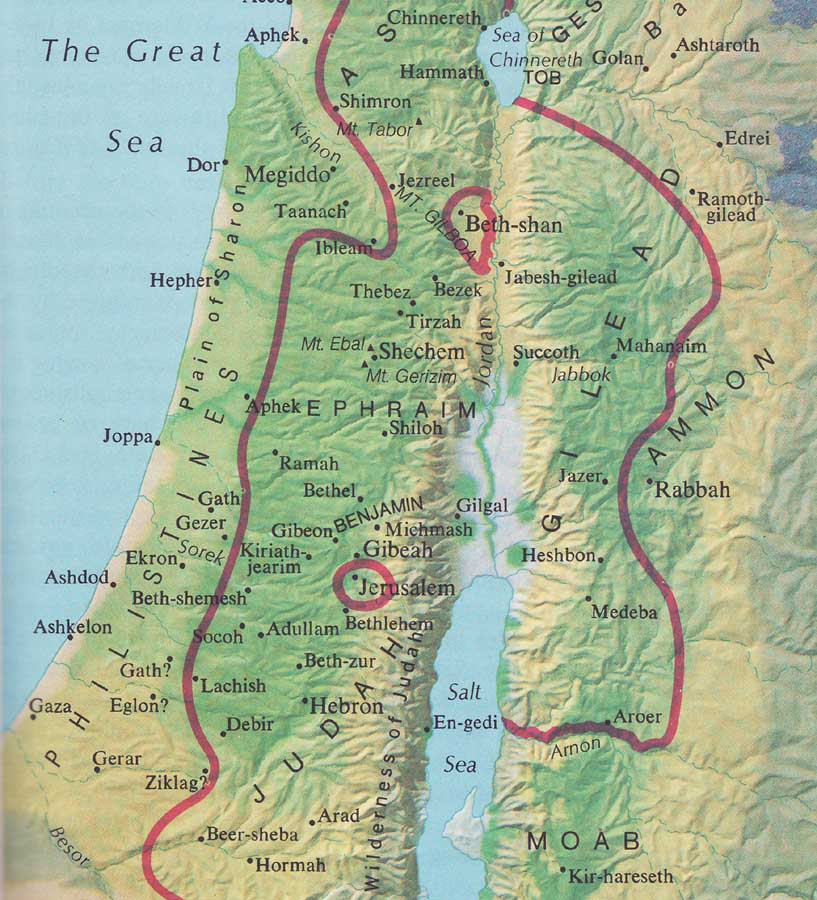 Chinnereth
Aphek
The Great
Sea
Sea of
Chinnereth
Golan
Ashtaroth
Hammath
TOB
Shimron
Kishon
Mt. Tabor
Edrei
Dor
Megiddo
Jezreel
MT. GILBOA
Ramoth-
gilead
Taanach
Beth-shan
Ibleam
Hepher
Plain of Sharon
Jabesh-gilead
Thebez
Bezek
Tirzah
Mt. Ebal
Shechem
Mt. Gerizim
Jordan
Succoth
Mahanaim
Jabbok
GILEAD
AMMON
Aphek
EPHRAIM
Shiloh
Joppa
Ramah
Bethel
Jazer
Rabbah
Gath
Gezer
Gilgal
BENJAMIN
Gibeon
Michmash
Ekron
Sorek
Kiriath-
jearim
Gibeah
Heshbon
Ashdod
Beth-shemesh
Jerusalem
Medeba
Ashkelon
Socoh
Adullam
Bethlehem
PHILISTINES
Gath?
Beth-zur
Lachish
Gaza
Eglon?
Hebron
JUDAH
Wilderness of Judah
Salt
Sea
En-gedi
Aroer
Arnon
Debir
Gerar
Ziklag?
Arad
Beer-sheba
Besor
Hormah
MOAB
Kir-hareseth